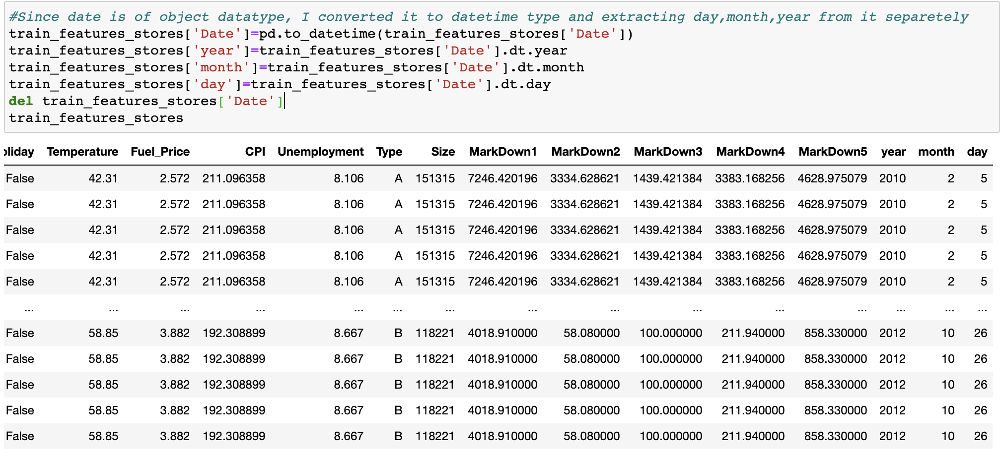 #Since date is of object datatype, I converted it to datetime type and extracting day,month,year from it separetely
train_features_stores['Date']=pd.to_datetime(train_features_stores['Date'])
train_features_stores['year']=train_features_stores['Date'].dt.year
train_features_stores['month']=train_features_stores['Date'].dt.month
train_features_stores['day']=train_features_stores['Date'].dt.day
del train_features_stores['Date']
train_features_stores
oliday Temperature Fuel_Price CPI Unemployment Type Size MarkDown1 MarkDown2 MarkDown3 MarkDown4 MarkDown5 year month day
False 42.31 2.572 211.096358 8.106 A 151315 7246.420196 3334.628621 1439.421384 3383.168256 4628.975079 2010 2 5
False 42.31 2.572 211.096358 8.106 A 151315 7246.420196 3334.628621 1439.421384 3383.168256 4628.975079 2010 2 5
False 42.31 2.572 211.096358 8.106 A 151315 7246.420196 3334.628621 1439.421384 3383.168256 4628.975079 2010 2 5
False 42.31 2.572 211.096358 8.106 A 151315 7246.420196 3334.628621 1439.421384 3383.168256 4628.975079 2010 2 5
False 42.31 2.572 211.096358 8.106 A 151315 7246.420196 3334.628621 1439.421384 3383.168256 4628.975079 2010 2 5
... ... ... ... ... ... ... ... ... ... ... ... ... ... ...
False 58.85 3.882 192.308899 8.667 B 118221 4018.910000 58.080000 100.000000 211.940000 858.330000 2012 10 26
False 58.85 3.882 192.308899 8.667 B 118221 4018.910000 58.080000 100.000000 211.940000 858.330000 2012 10 26
False 58.85 3.882 192.308899 8.667 B 118221 4018.910000 58.080000 100.000000 211.940000 858.330000 2012 10 26
False 58.85 3.882 192.308899 8.667 B 118221 4018.910000 58.080000 100.000000 211.940000 858.330000 2012 10 26
False 58.85 3.882 192.308899 8.667 B 118221 4018.910000 58.080000 100.000000 211.940000 858.330000 2012 10 26